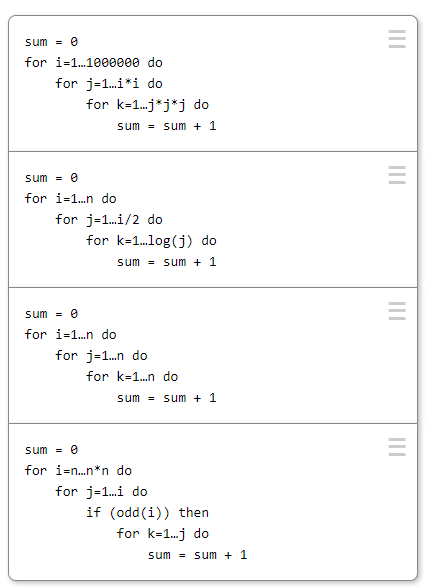 sum = 0
for i=1…1000000 do
    for j=1…i*i do
        for k=1…j*j*j do
            sum = sum + 1
sum = 0
for i=1…n do
    for j=1…i/2 do
        for k=1…log(j) do
            sum = sum + 1
sum = 0
for i=1…n do
    for j=1…n do
        for k=1…n do
            sum = sum + 1
sum = 0
for i=n…n*n do
    for j=1…i do
        if (odd(i)) then
            for k=1…j do
                sum = sum + 1